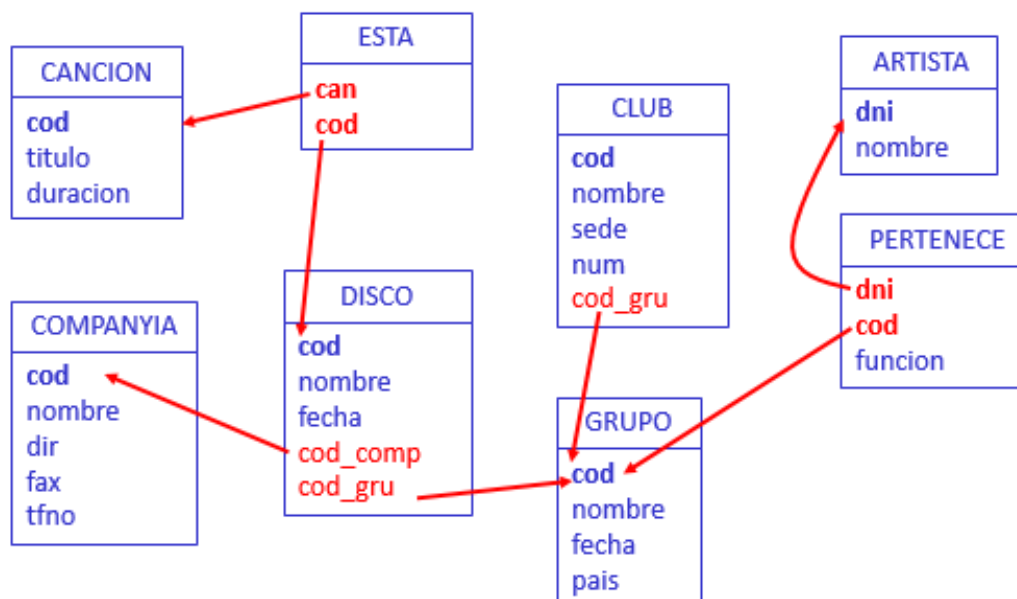 CANCION
cod
titulo
duracion
ESTA
can
cod
CLUB
cod
nombre
sede
num
cod_gru
ARTISTA
dni
nombre
PERTENECE
dni
cod
funcion
COMPANYIA
cod
nombre
dir
fax
tfno
DISCO
cod
nombre
fecha
cod_comp
cod_gru
GRUPO
cod
nombre
fecha
pais